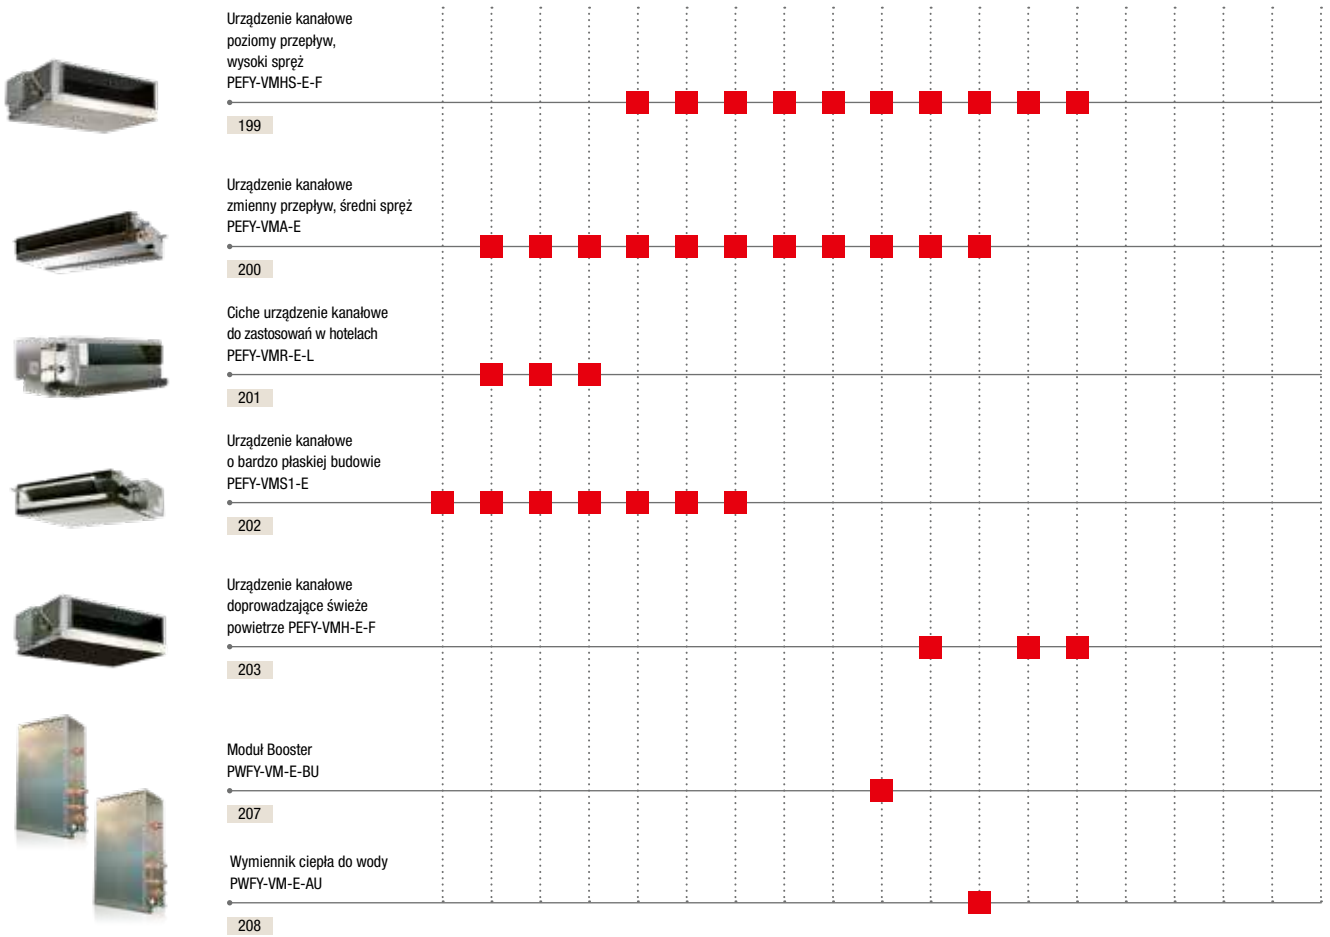 Urządzenie kanałowe
poziomy przepływ,
wysoki spręż
PEFY-VMHS-E-F
199
Urządzenie kanałowe
zmienny przepływ, średni spręż
PEFY-VMA-E
200
Ciche urządzenie kanałowe
do zastosowań w hotelach
PEFY-VMR-E-L
201
Urządzenie kanałowe
o bardzo płaskiej budowie
PEFY-VMS1-E
202
Urządzenie kanałowe
doprowadzające świeże
powietrze PEFY-VMH-E-F
203
Moduł Booster
PWFY-VM-E-BU
207
Wymiennik ciepła do wody
PWFY-VM-E-AU
208